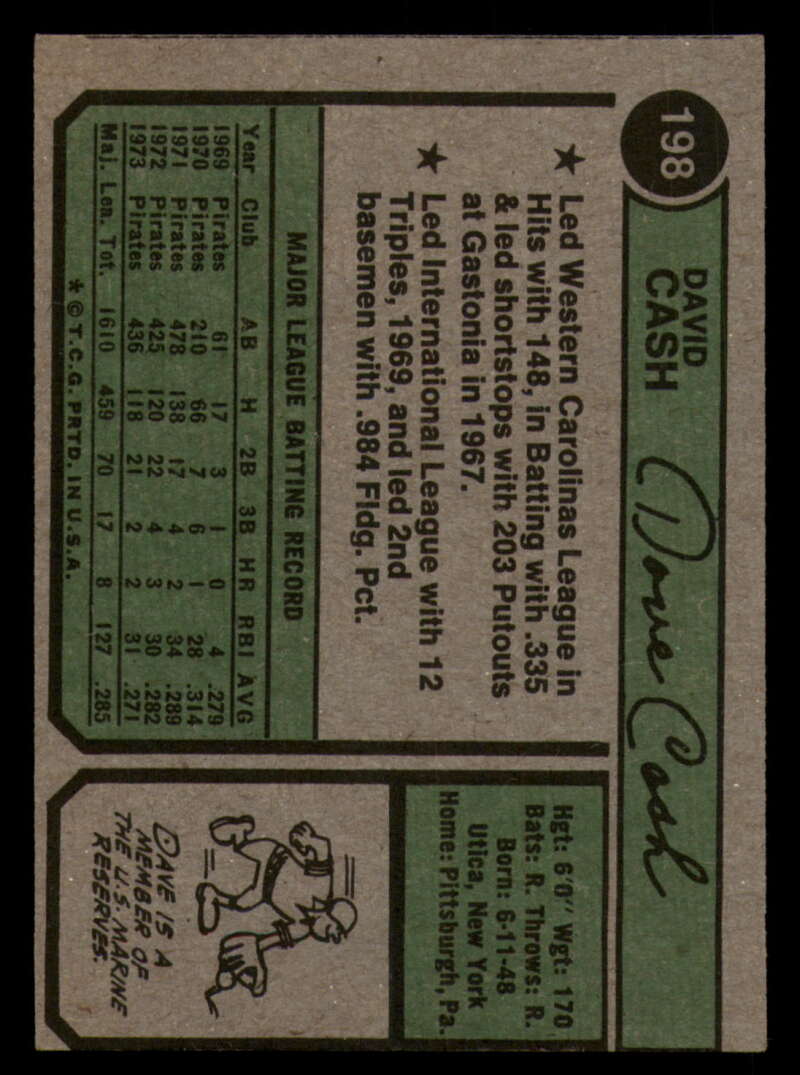 198
DAVID
CASH
Dave Cash
★ Led Western Carolinas League in
Hits with 148, in Batting with .335
& led shortstops with 203 Putouts
at Gastonia in 1967.
★ Led International League with 12
Triples, 1969, and led 2nd
basemen with .984 Fldg. Pct.
MAJOR LEAGUE BATTING RECORD
Year Club AB H 2B 3B HR RBI AVG
1969 Pirates 61 17 3 1 0 4 .279
1970 Pirates 210 66 7 6 1 28 .314
1971 Pirates 478 138 17 4 2 34 .289
1972 Pirates 425 120 22 4 3 30 .282
1973 Pirates 436 118 21 2 2 31 .271
Maj. Lea. Tot. 1610 459 70 17 8 127 .285
* © T.C.G. PRTD. IN U.S.A.
Hgt: 6'0" Wgt: 170
Bats: R. Throws: R.
Born: 6-11-48
Utica, New York
Home: Pittsburgh, Pa.
DAVE IS A
MEMBER OF
THE U.S. MARINE
RESERVES.